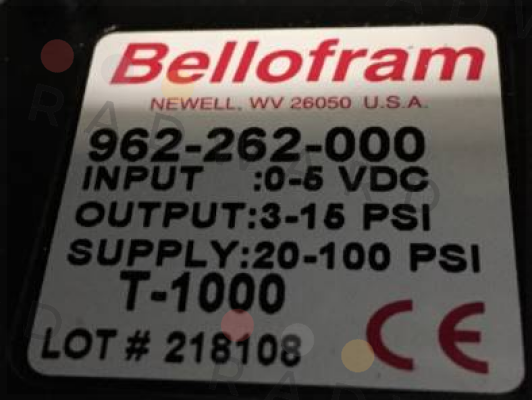 Bellofram
NEWELL, WV 26050 U.S.A.
962-262-000
INPUT :0-5 VDC
OUTPUT:3-15 PSI
SUPPLY:20-100 PSI
T-1000
LOT # 218108
CE